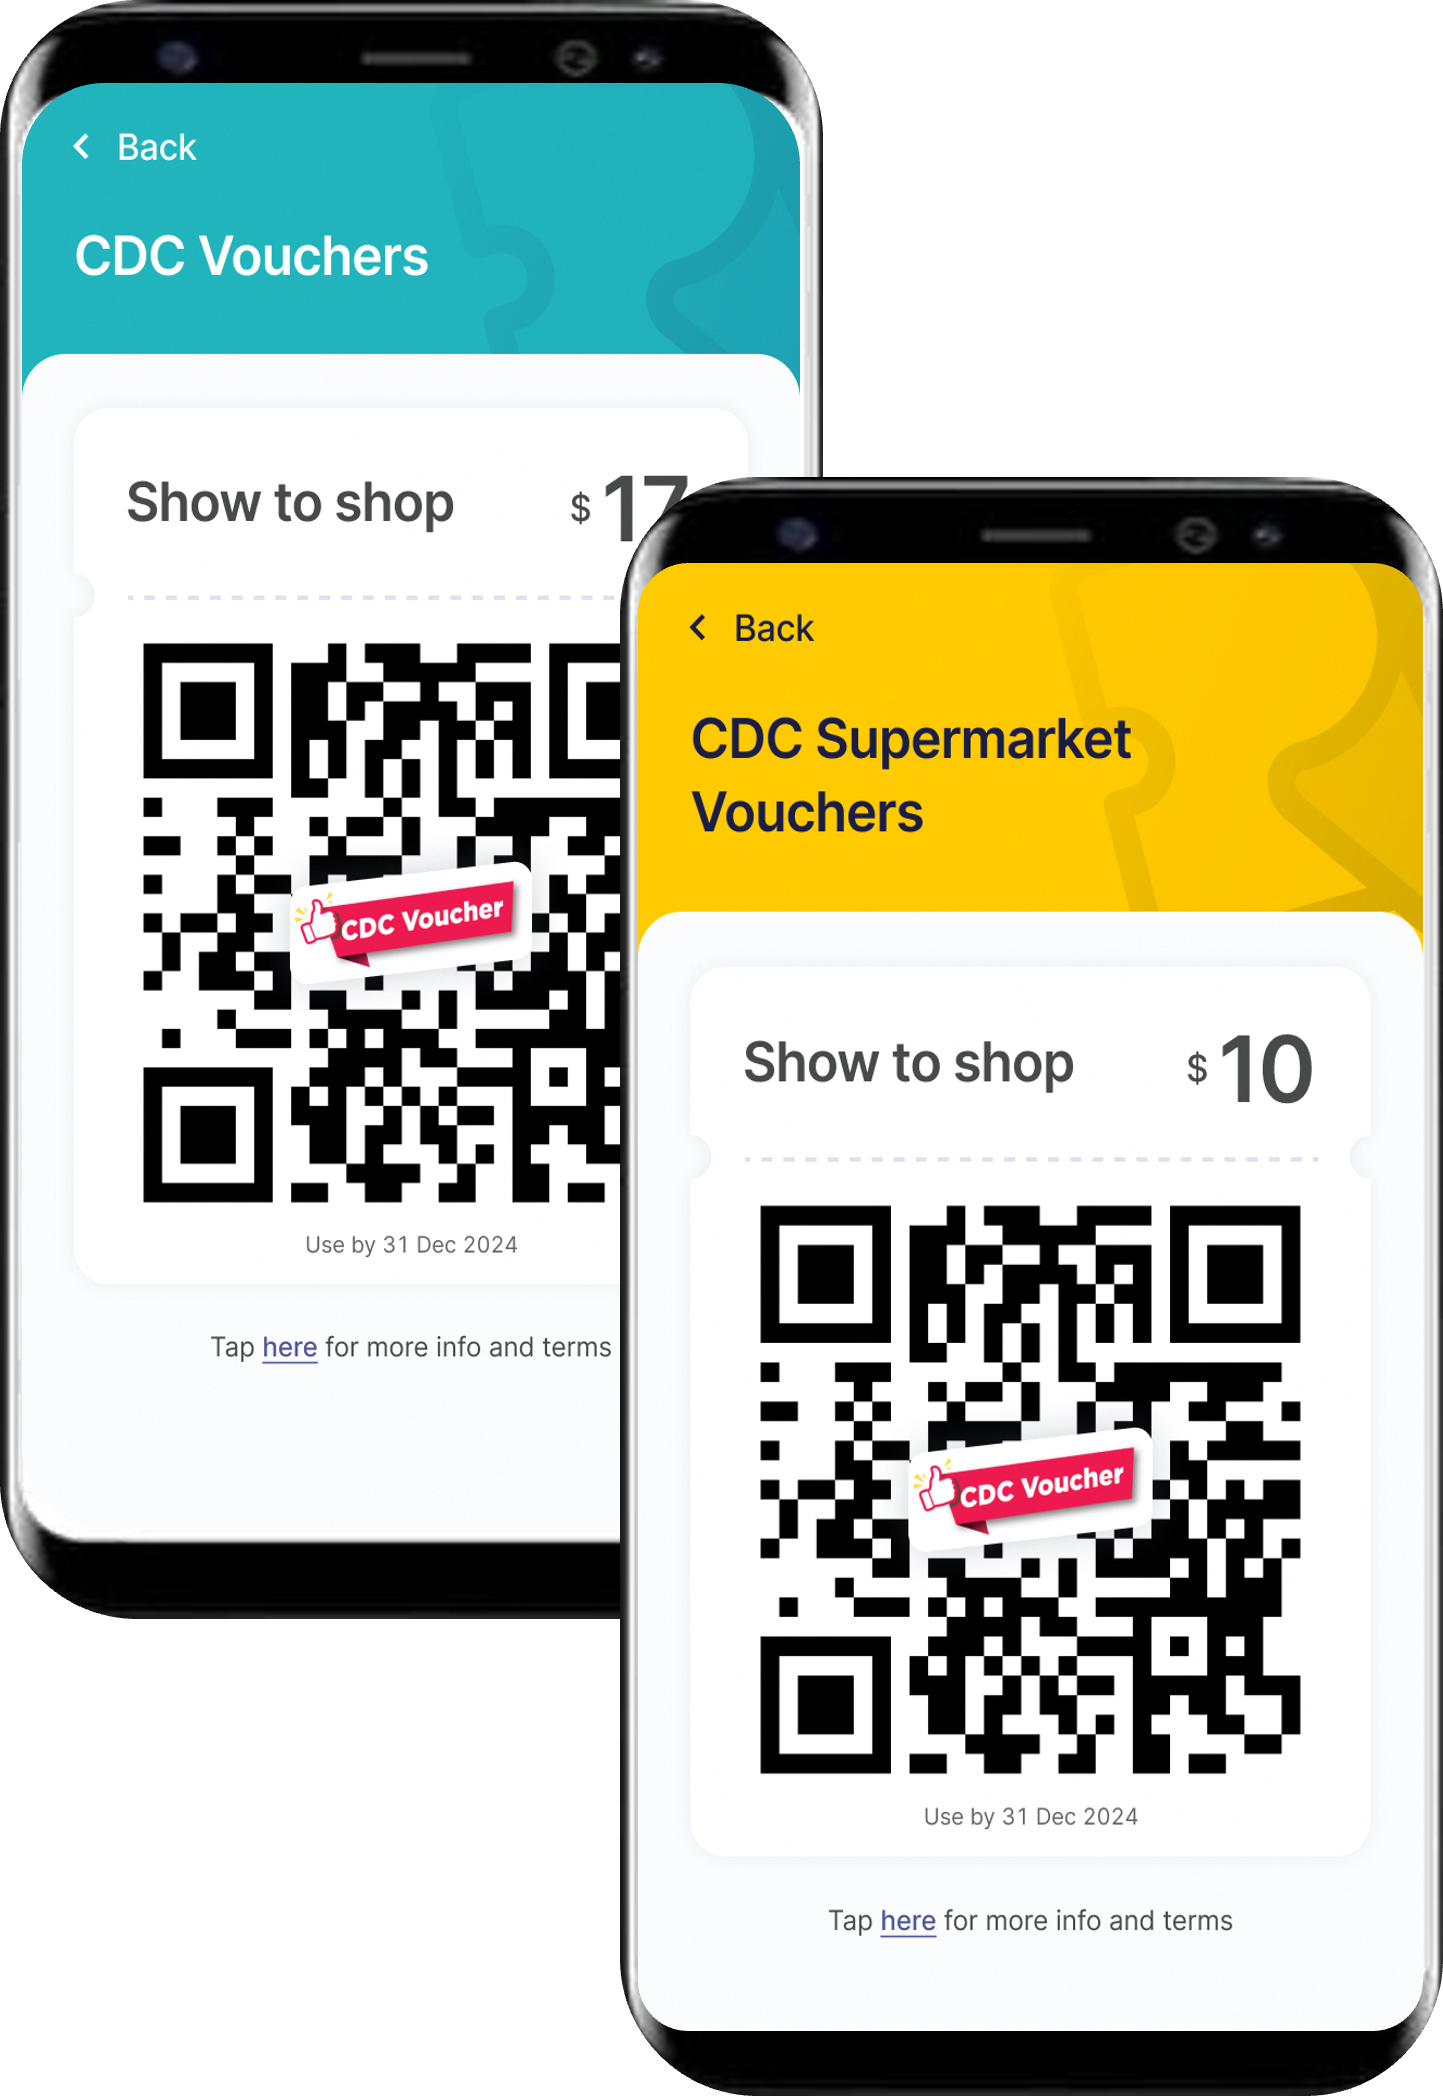 Back
CDC Vouchers
Show to shop
$ 17
CDC Voucher
Use by 31 Dec 2024
Tap here for more info and terms
Back
CDC Supermarket
Vouchers
Show to shop
$ 10
CDC Voucher
Use by 31 Dec 2024
Tap here for more info and terms